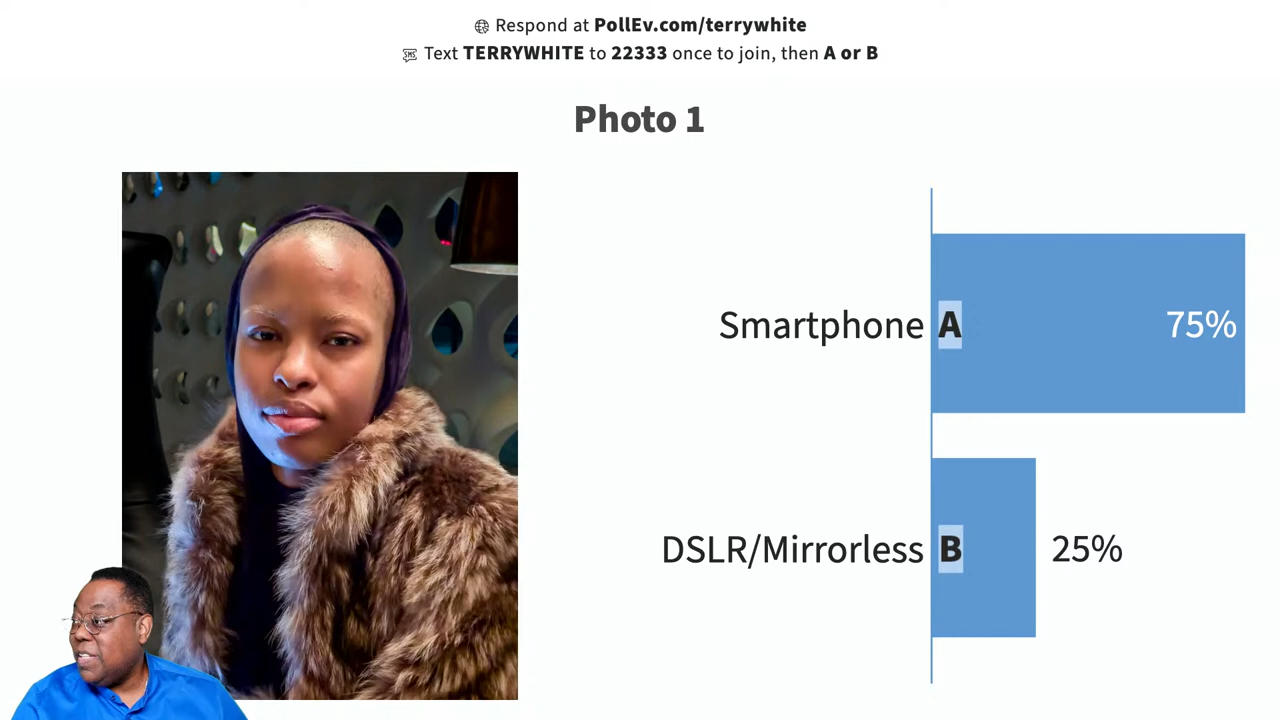 Respond at PollEv.com/terrywhite
Text TERRYWHITE to 22333 once to join, then A or B
Photo 1
Smartphone A 75%
DSLR/Mirrorless B 25%